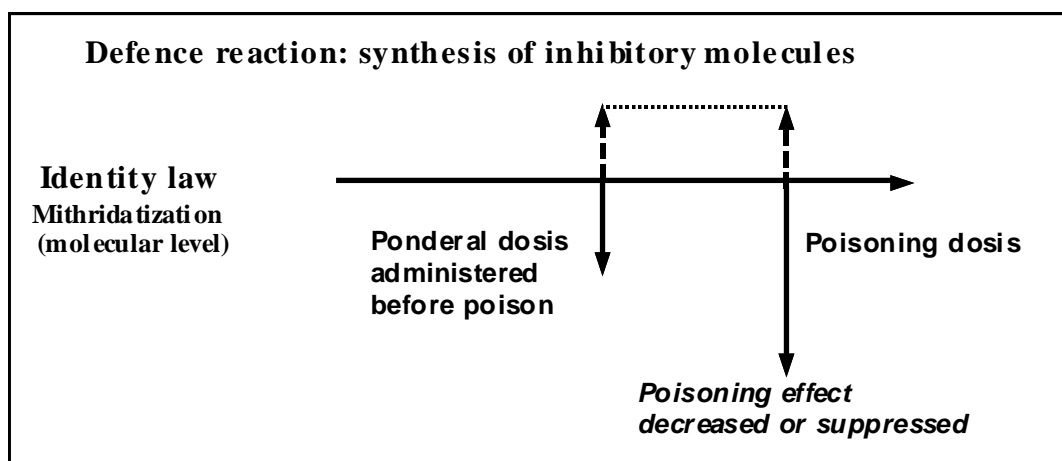 Defence reaction: synthesis of inhibitory molecules
Identity law
Mithridatization
(molecular level)
Ponderal dosis
administered
before poison
Poisoning dosis
Poisoning effect
decreased or suppressed